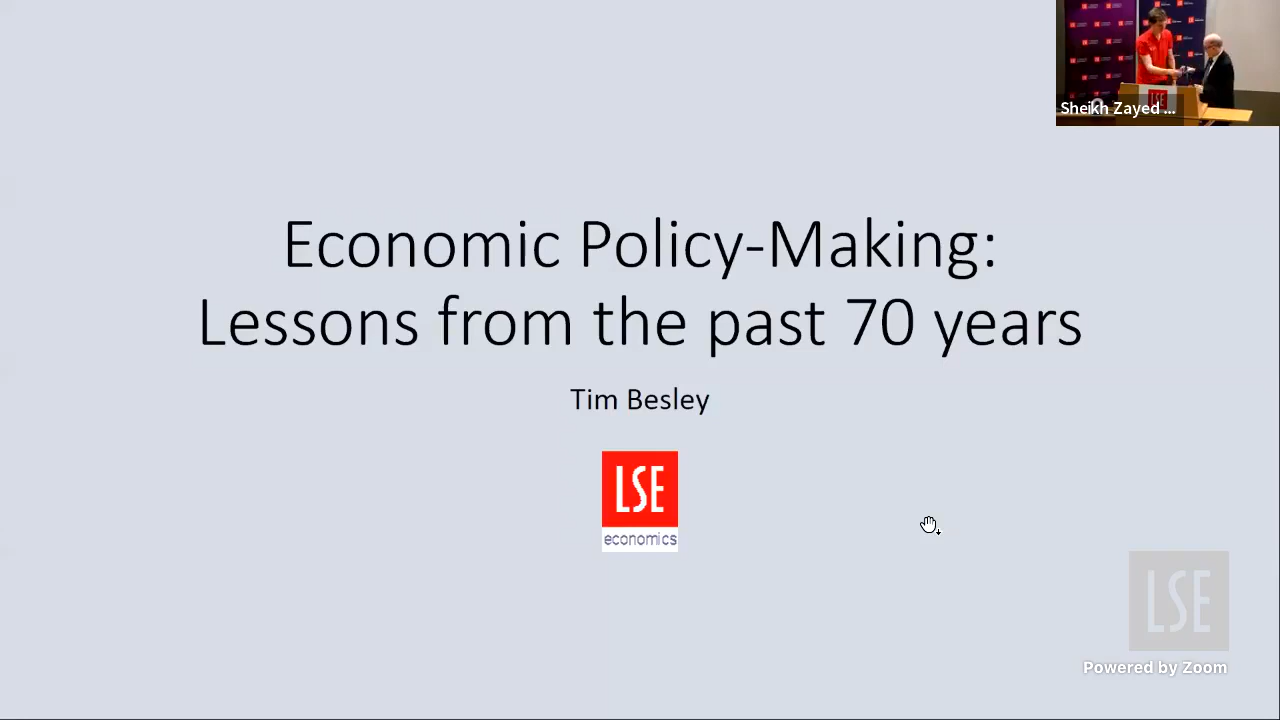 Sheikh Zayed ...
Economic Policy-Making:
Lessons from the past 70 years
Tim Besley
LSE
economics
LSE
Powered by Zoom